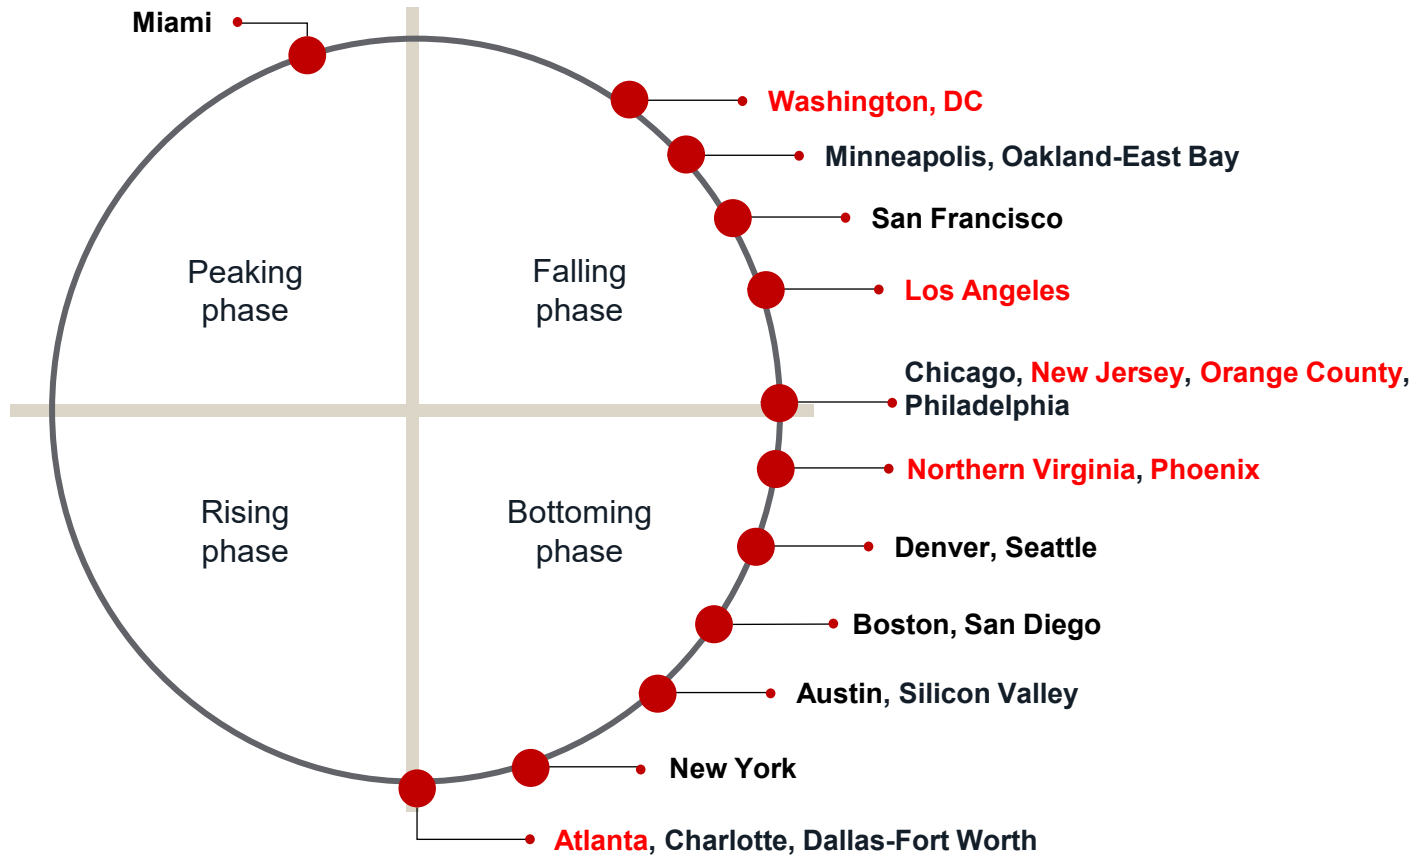 Miami
Washington, DC
Minneapolis, Oakland-East Bay
San Francisco
Peaking
phase
Falling
phase
Los Angeles
Chicago, New Jersey, Orange County,
Philadelphia
Northern Virginia, Phoenix
Rising
phase
Bottoming
phase
Denver, Seattle
Boston, San Diego
Austin, Silicon Valley
New York
Atlanta, Charlotte, Dallas-Fort Worth